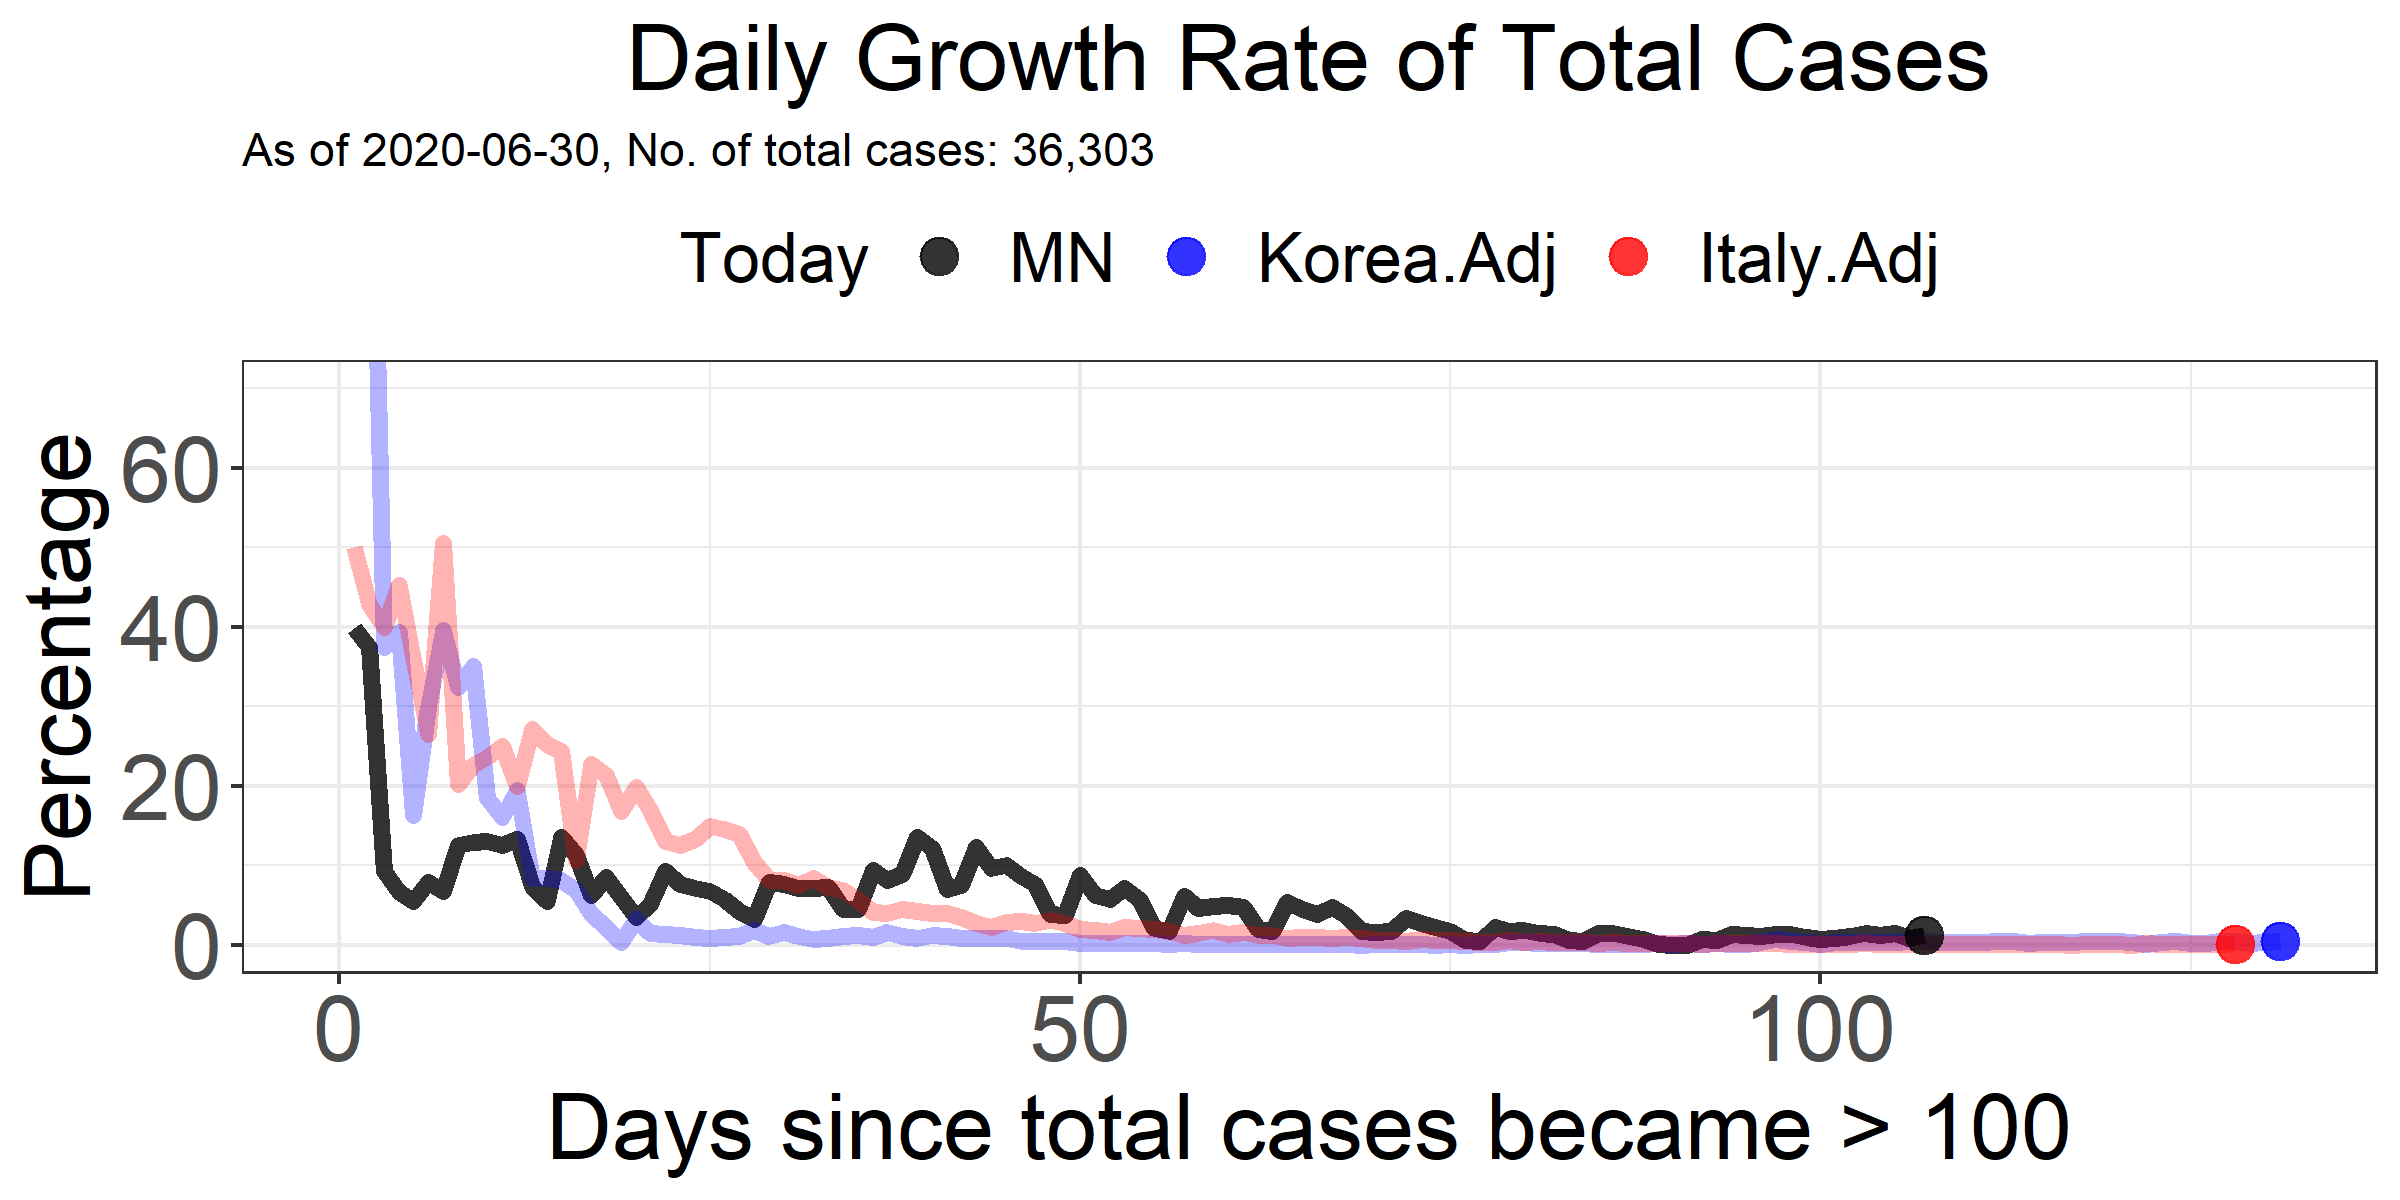 Daily Growth Rate of Total Cases
As of 2020-06-30, No. of total cases: 36,303
Today MN Korea.Adj Italy.Adj
Percentage
60
40
20
0
0 50 100
Days since total cases became > 100